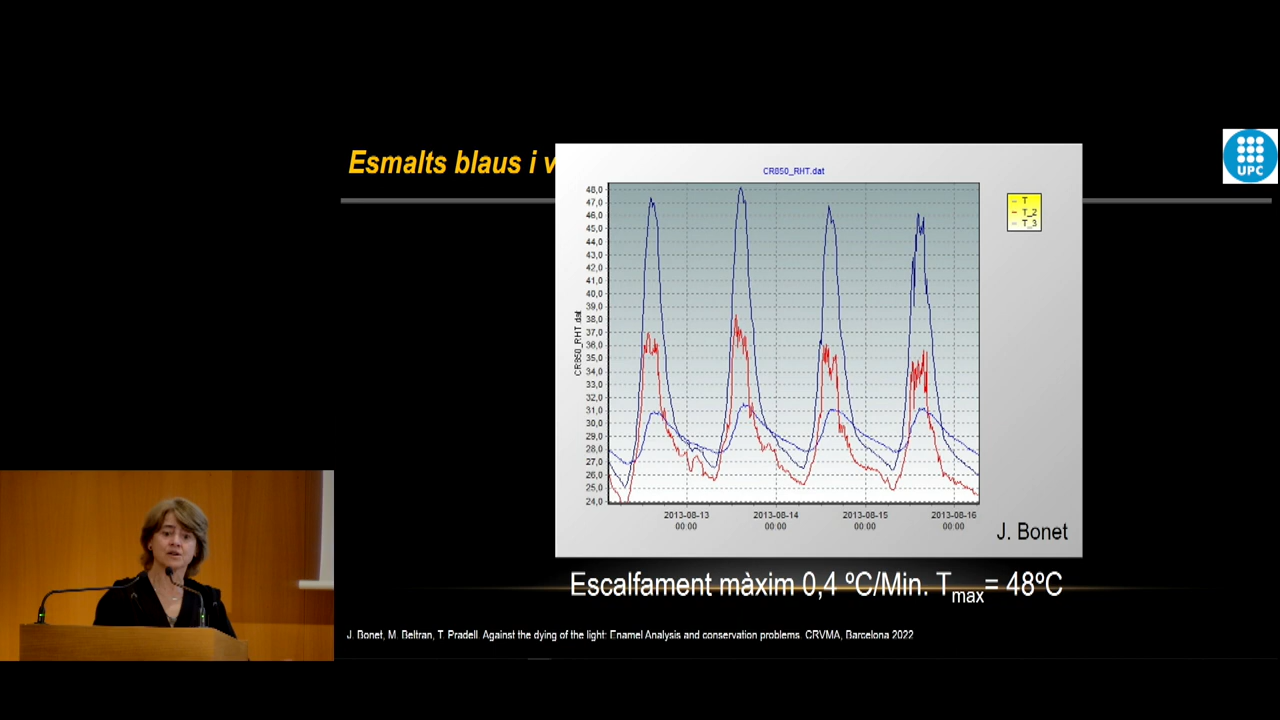 Esmalts blaus i v
UPC
CR850_RHT.dat
T
T_2
T_3
CR850_RHT.dat
48,0
47,0
46,0
45,0
44,0
43,0
42,0
41,0
40,0
39,0
38,0
37,0
36,0
35,0
34,0
33,0
32,0
31,0
30,0
29,0
28,0
27,0
26,0
25,0
24,0
2013-08-13 2013-08-14 2013-08-15 2013-08-16
00:00 00:00 00:00 00:00
J. Bonet
Escalfament màxim 0,4 ºC/Min. Tmax= 48ºC
J. Bonet, M. Beltran, T. Pradell. Against the dying of the light: Enamel Analysis and conservation problems. CRVMA, Barcelona 2022